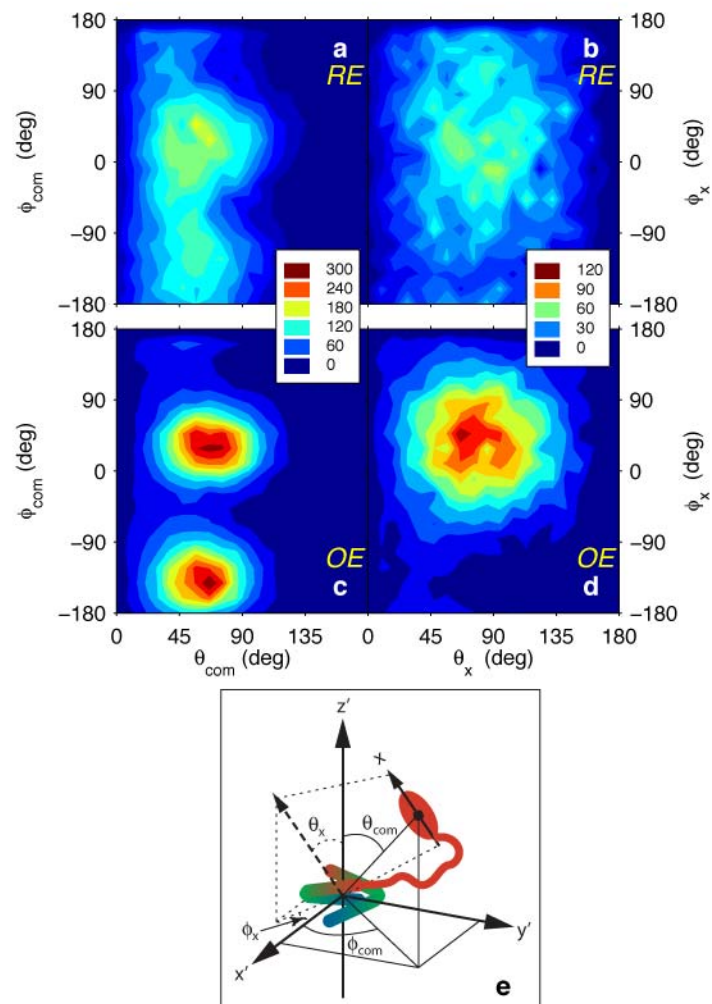 180
90
0
−90
−180
ϕcom (deg)
a
RE
b
RE
180
90
0
−90
−180
ϕx (deg)
300
240
180
120
60
0
120
90
60
30
0
180
90
0
−90
−180
ϕcom (deg)
OE
c
OE
d
180
90
0
−90
−180
ϕx (deg)
0 45 90 135 0 45 90 135 180
θcom (deg) θx (deg)
z′
x
θx
θcom
ϕx
ϕcom
x′
y′
e